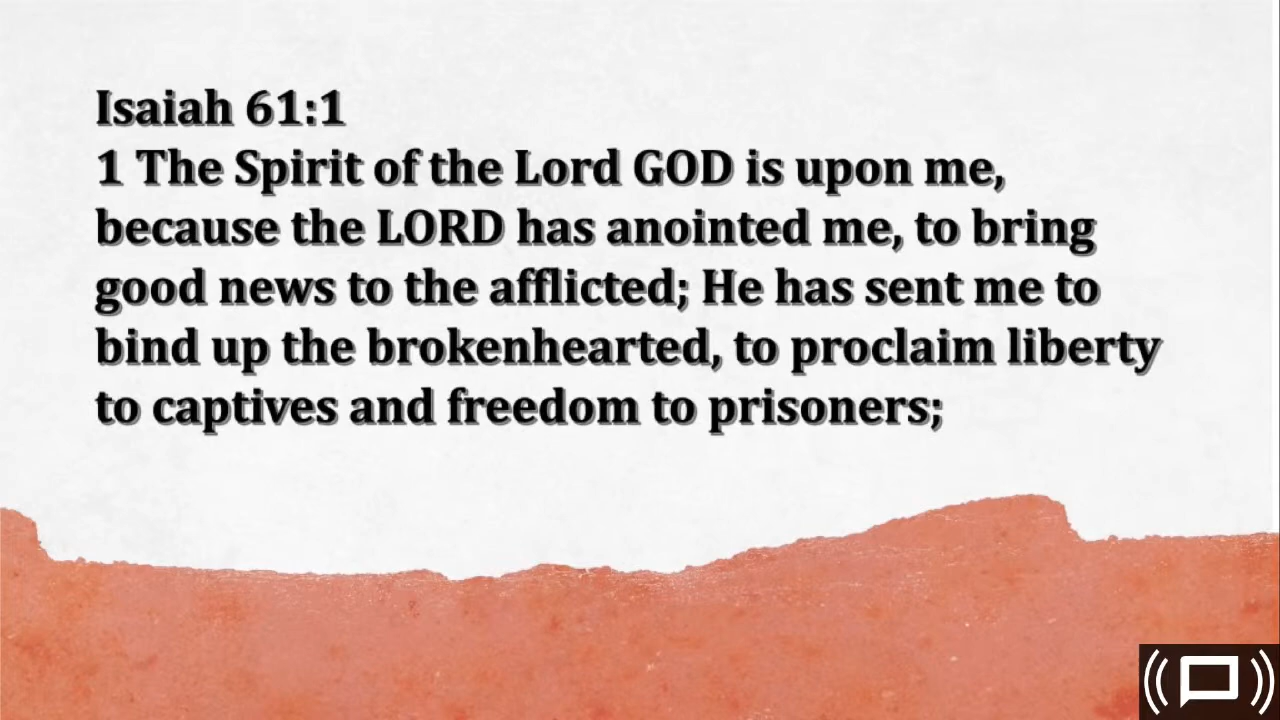 Isaiah 61:1
1 The Spirit of the Lord GOD is upon me,
because the LORD has anointed me, to bring
good news to the afflicted; He has sent me to
bind up the brokenhearted, to proclaim liberty
to captives and freedom to prisoners;